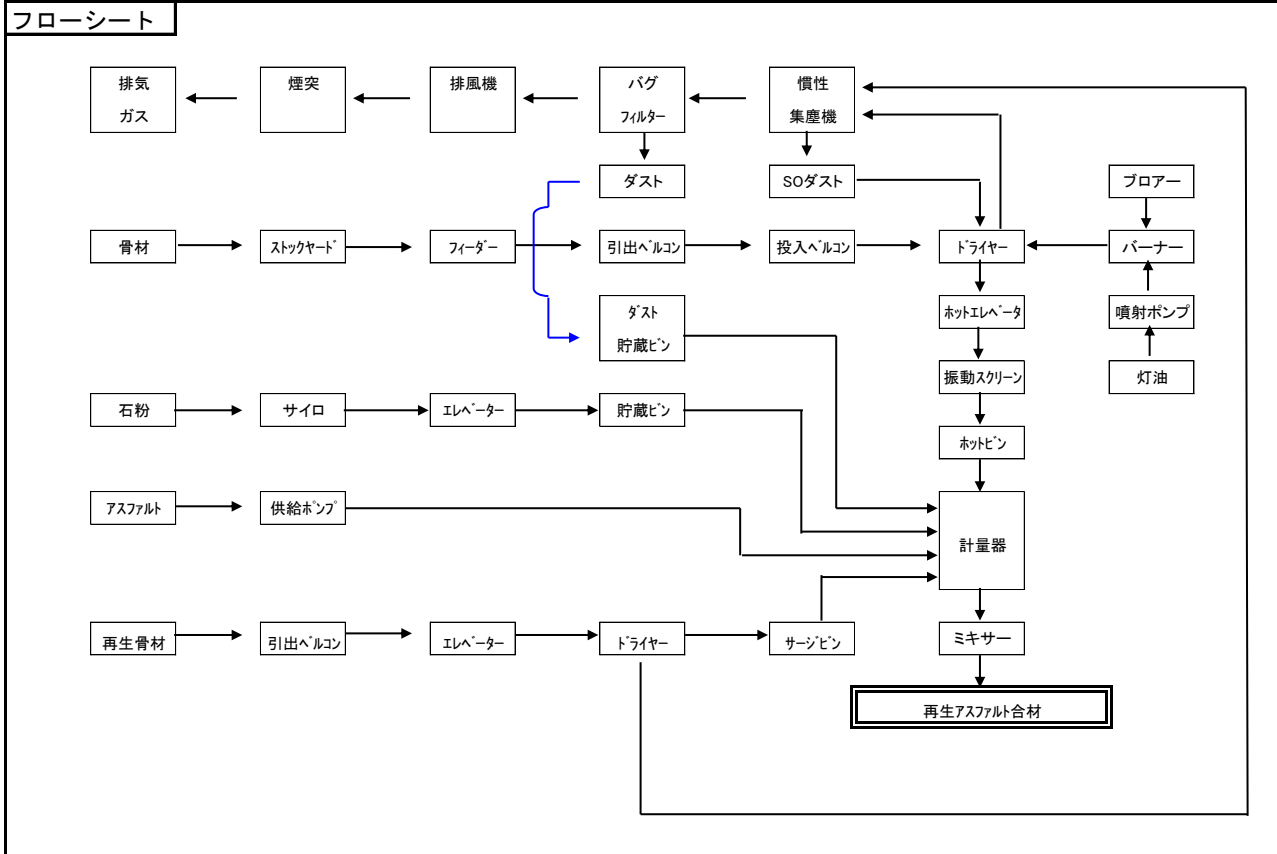 フローシート
排気
ガス
煙突
排風機
バグ
フィルター
慣性
集塵機
ダスト
SOダスト
ブロアー
骨材
ストックヤード
フィーダー
引出ベルコン
投入ベルコン
ドライヤー
バーナー
ダスト
貯蔵ビン
ホットエレベータ
噴射ポンプ
振動スクリーン
灯油
石粉
サイロ
エレベーター
貯蔵ビン
ホットビン
アスファルト
供給ポンプ
計量器
再生骨材
引出ベルコン
エレベーター
ドライヤー
サージビン
ミキサー
再生アスファルト合材